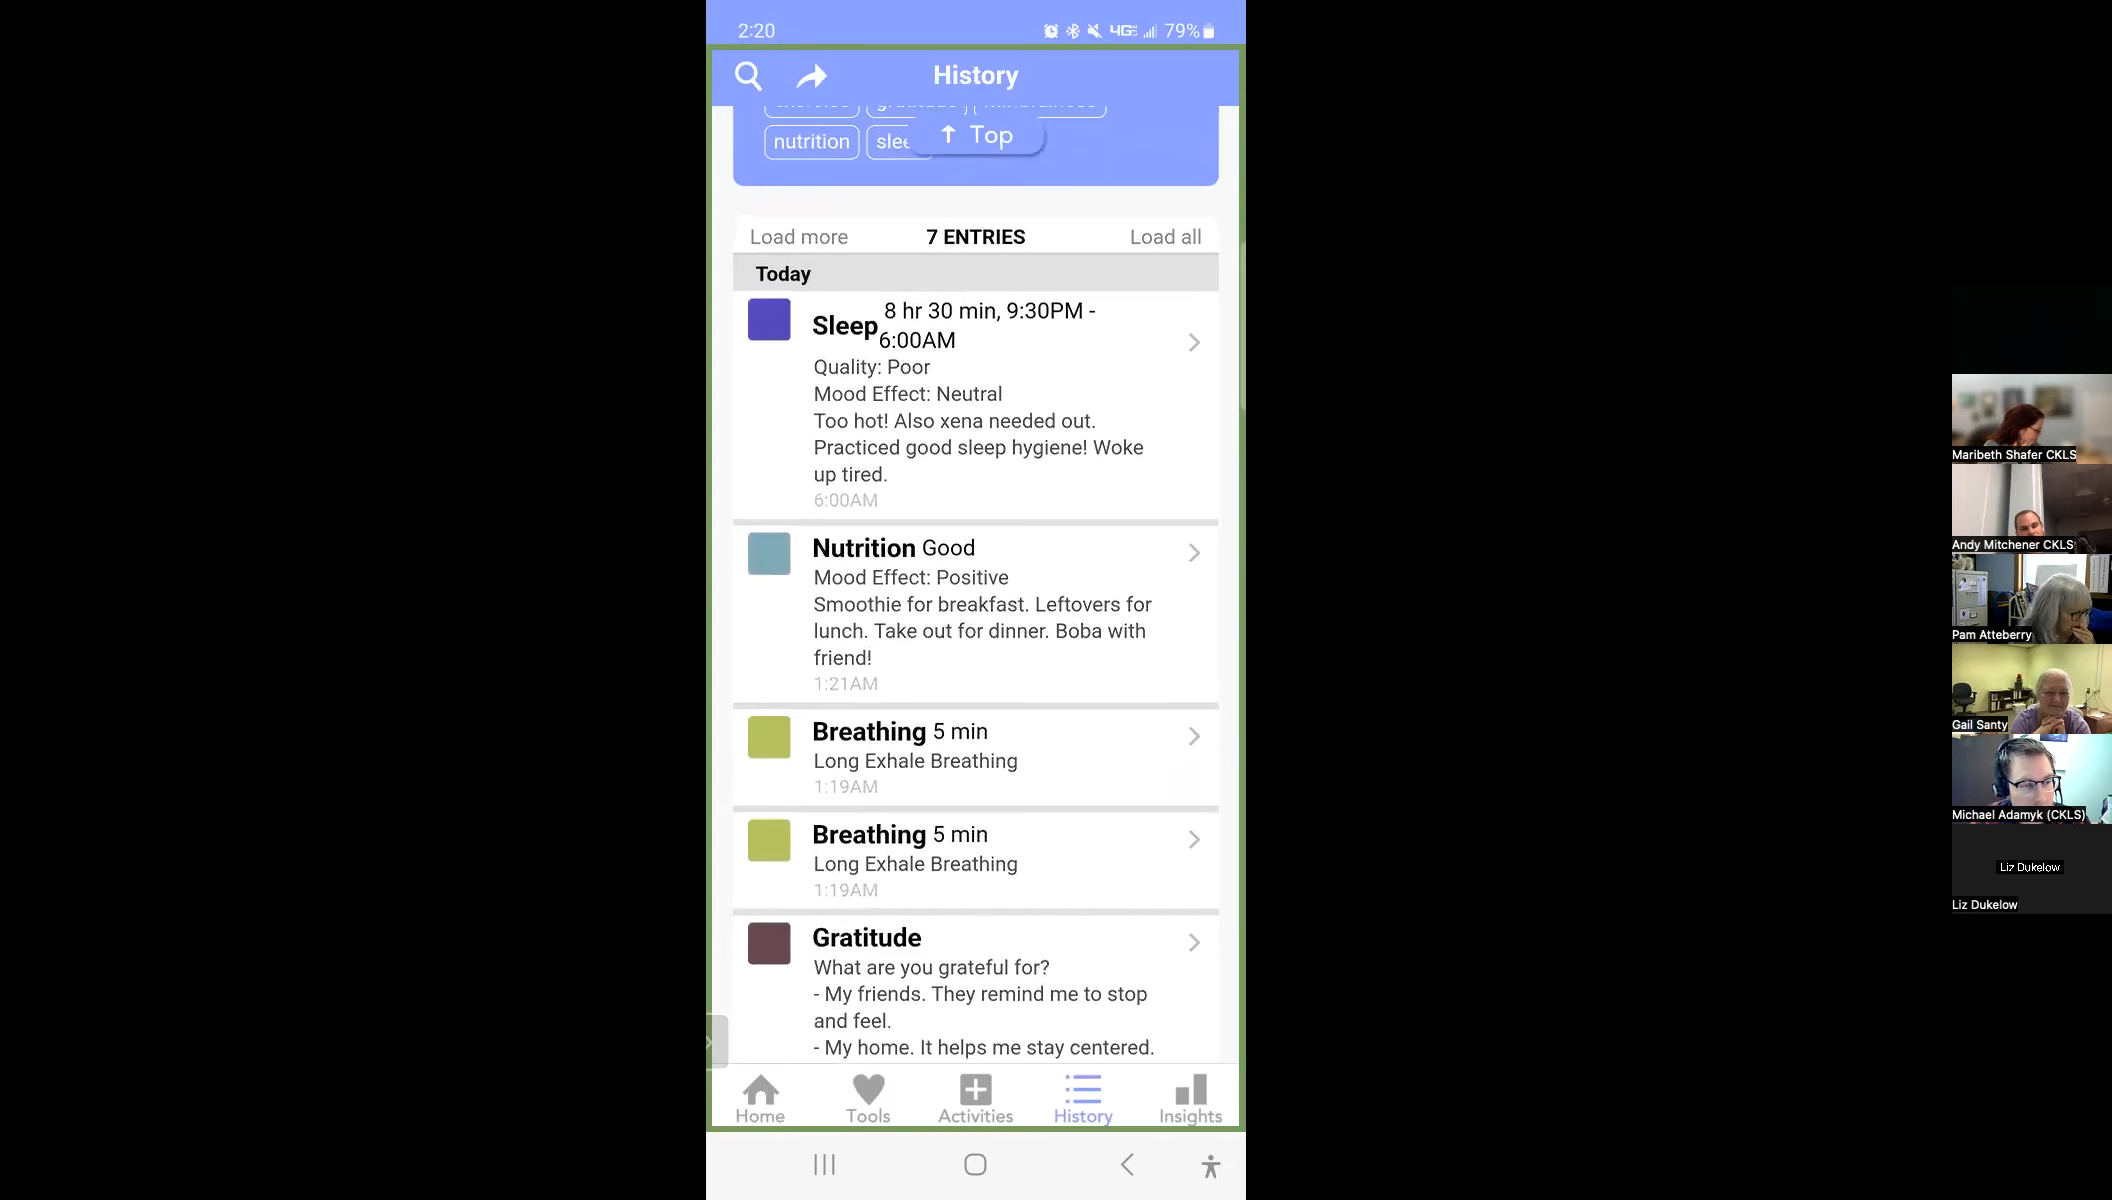 2:20
4G
79%
History
nutrition
↑ Top
Load more
7 ENTRIES
Load all
Today
Sleep 8 hr 30 min, 9:30PM -
6:00AM
Quality: Poor
Mood Effect: Neutral
Too hot! Also xena needed out.
Practiced good sleep hygiene! Woke
up tired.
6:00AM
Nutrition Good
Mood Effect: Positive
Smoothie for breakfast. Leftovers for
lunch. Take out for dinner. Boba with
friend!
1:21AM
Breathing 5 min
Long Exhale Breathing
1:19AM
Breathing 5 min
Long Exhale Breathing
1:19AM
Gratitude
What are you grateful for?
- My friends. They remind me to stop
and feel.
- My home. It helps me stay centered.
Home
Tools
Activities
History
Insights
Maribeth Shafer CKLS
Andy Mitchener CKLS
Pam Atteberry
Gail Santy
Michael Adamyk (CKLS)
Liz Dukelow
Liz Dukelow